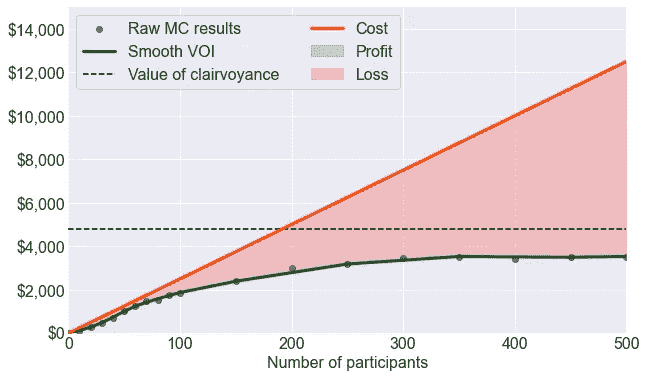 $14,000
$12,000
$10,000
$8,000
$6,000
$4,000
$2,000
$0
Raw MC results
Smooth VOI
Value of clairvoyance
Cost
Profit
Loss
0 100 200 300 400 500
Number of participants